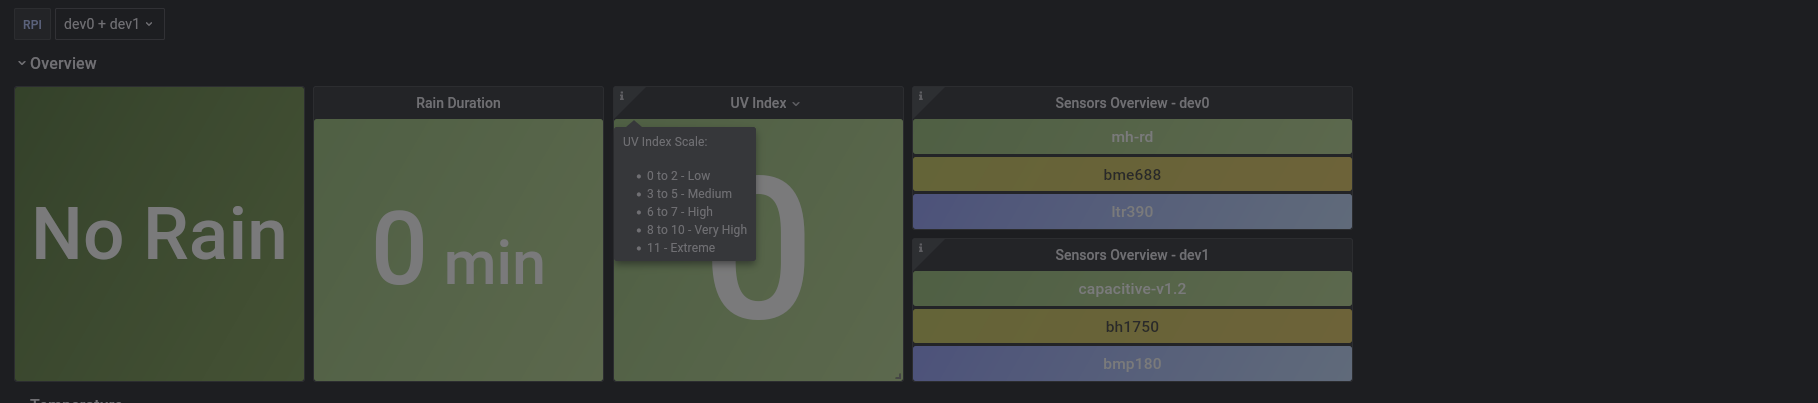 RPI dev0 + dev1
Overview
No Rain
Rain Duration
0 min
UV Index
UV Index Scale:
• 0 to 2 - Low
• 3 to 5 - Medium
• 6 to 7 - High
• 8 to 10 - Very High
• 11 - Extreme
0
Sensors Overview - dev0
mh-rd
bme688
ltr390
Sensors Overview - dev1
capacitive-v1.2
bh1750
bmp180